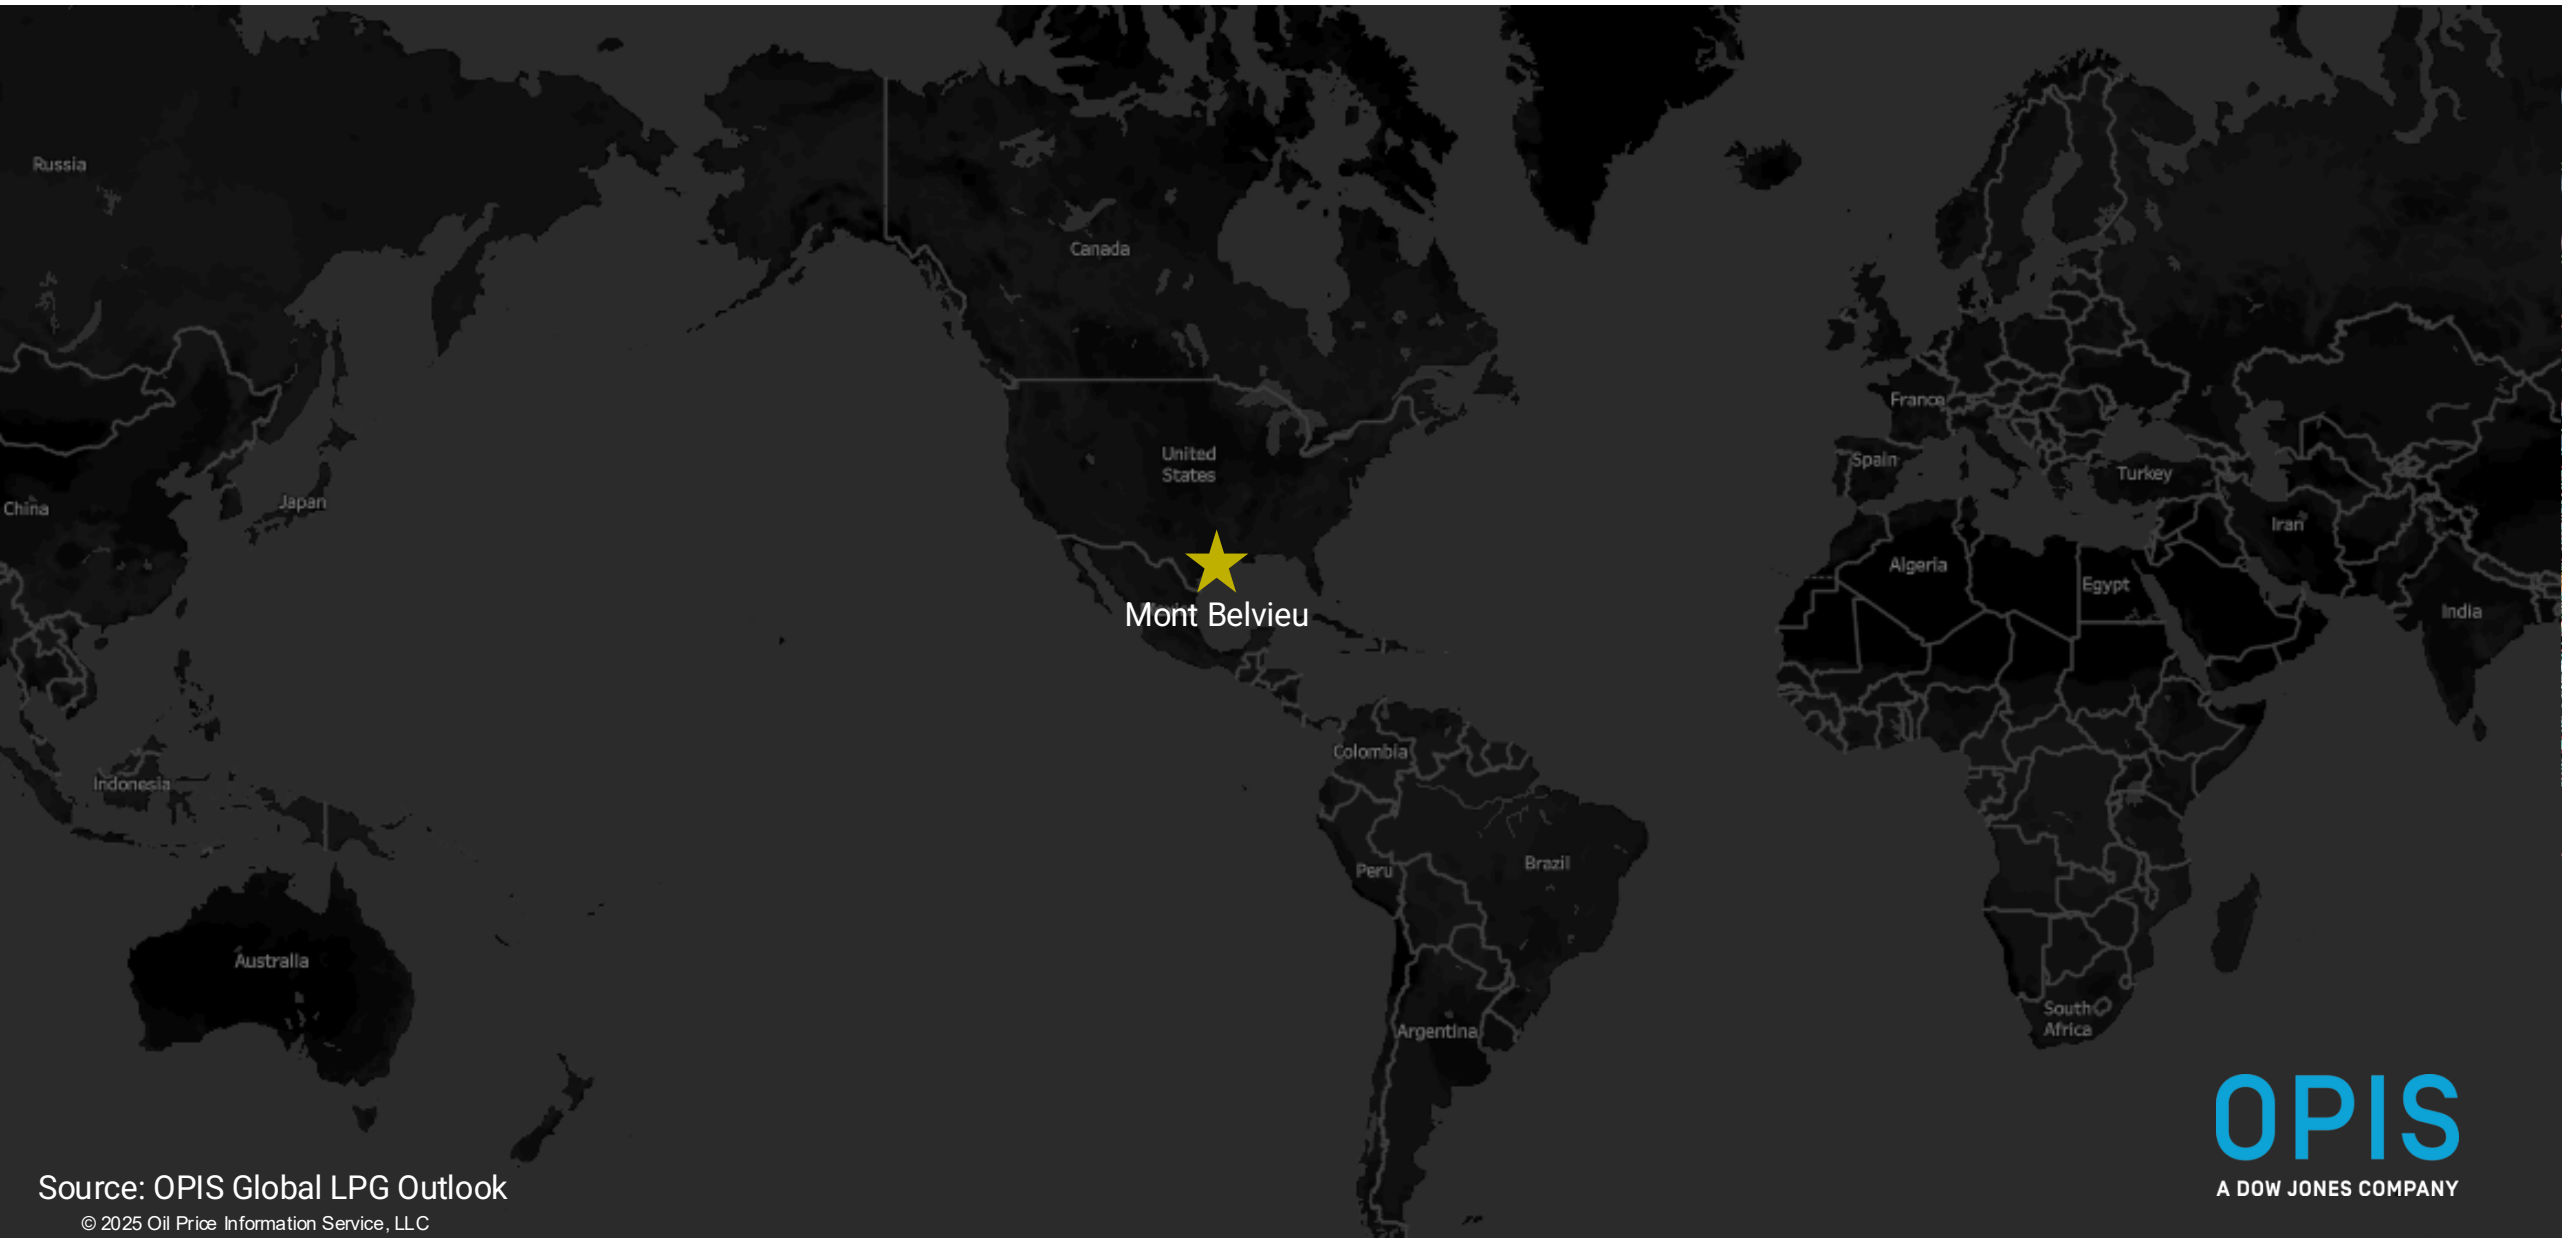 Russia
Canada
France
United
States
Spain
Turkey
Japan
China
Iran
Algeria
Egypt
India
Mont Belvieu
Colombia
Indonesia
Peru
Brazil
Australia
South
Africa
Argentina
OPIS
A DOW JONES COMPANY
Source: OPIS Global LPG Outlook
© 2025 Oil Price Information Service, LLC